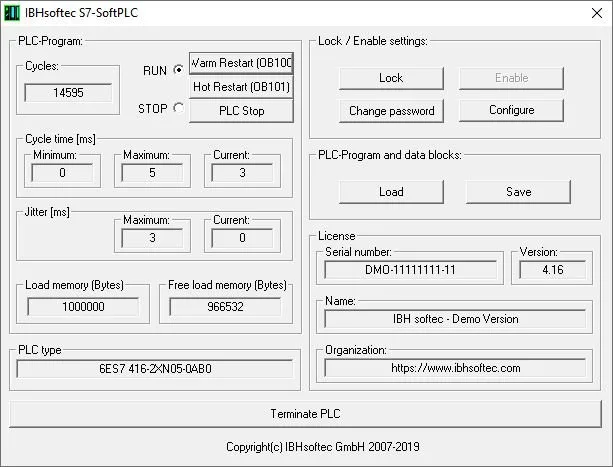 IBHsoftec S7-SoftPLC
PLC-Program:
Cycles:
14595
RUN
STOP
Warm Restart (OB100
Hot Restart (OB101)
PLC Stop
Cycle time [ms]
Minimum:
0
Maximum:
5
Current:
3
Jitter [ms]
Maximum:
3
Current:
0
Load memory (Bytes)
1000000
Free load memory (Bytes)
966532
PLC type
6ES7 416-2XN05-0AB0
Lock / Enable settings:
Lock
Enable
Change password
Configure
PLC-Program and data blocks:
Load
Save
License
Serial number:
DMO-11111111-11
Version:
4.16
Name:
IBH softec - Demo Version
Organization:
https://www.ibhsoftec.com
Terminate PLC
Copyright(c) IBHsoftec GmbH 2007-2019